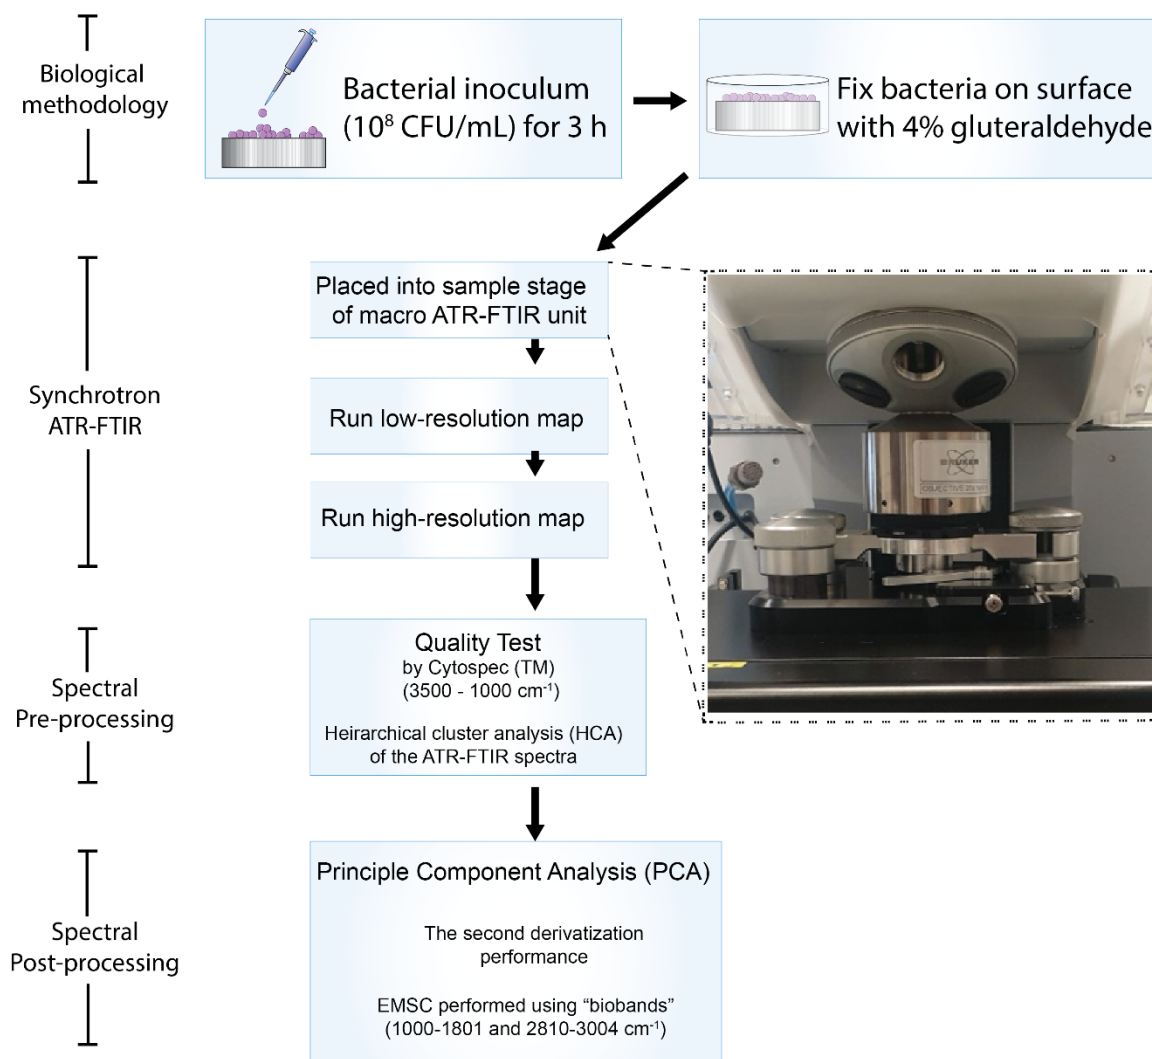 Biological
methodology
Bacterial inoculum
(10⁸ CFU/mL) for 3 h
Fix bacteria on surface
with 4% gluteraldehyde
Synchrotron
ATR-FTIR
Placed into sample stage
of macro ATR-FTIR unit
Run low-resolution map
Run high-resolution map
BRUKER
Spectral
Pre-processing
Quality Test
by Cytospec (TM)
(3500 - 1000 cm⁻¹)
Heirarchical cluster analysis (HCA)
of the ATR-FTIR spectra
Spectral
Post-processing
Principle Component Analysis (PCA)
The second derivatization
performance
EMSC performed using “biobands”
(1000-1801 and 2810-3004 cm⁻¹)